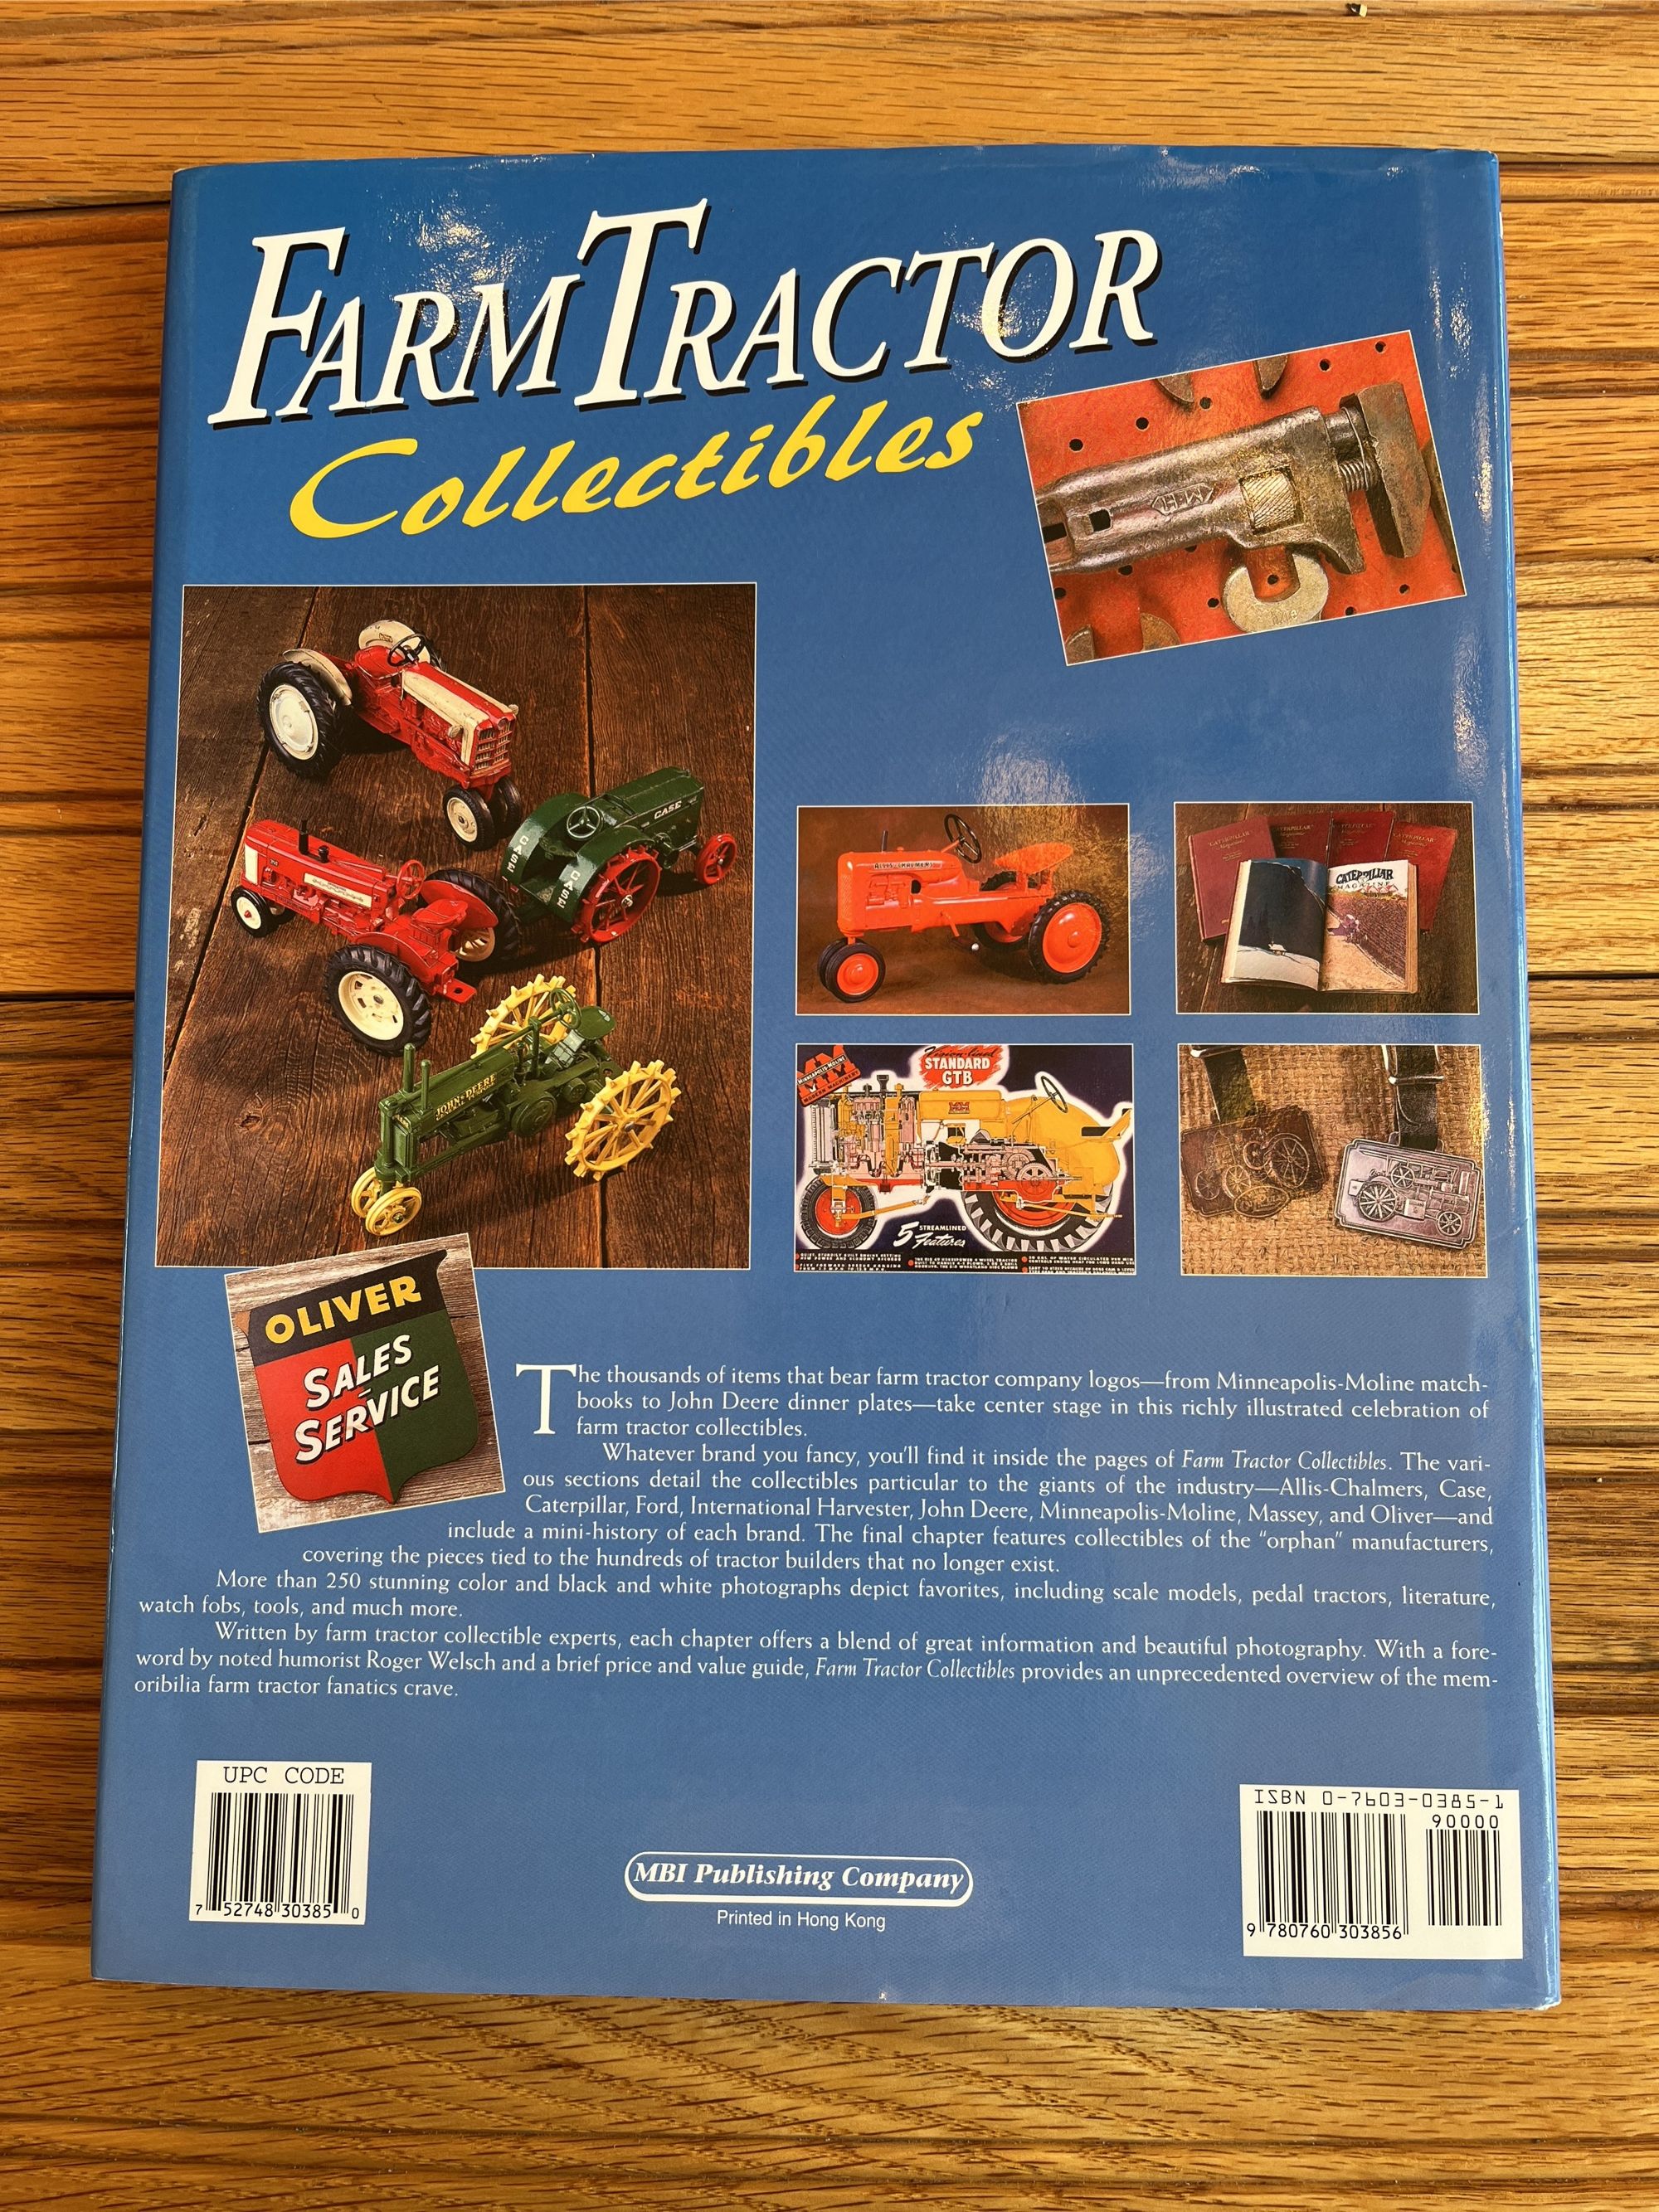 FARM TRACTOR
Collectibles
CASE
CASE
CASE
JOHN DEERE
ALLIS-CHALMERS
CATERPILLAR
MAGAZINE
MINNEAPOLIS-MOLINE
STANDARD
GTB
MM
5 STREAMLINED
Features
OLIVER
SALES
SERVICE
The thousands of items that bear farm tractor company logos—from Minneapolis-Moline match-
books to John Deere dinner plates—take center stage in this richly illustrated celebration of
farm tractor collectibles.
Whatever brand you fancy, you'll find it inside the pages of Farm Tractor Collectibles. The vari-
ous sections detail the collectibles particular to the giants of the industry—Allis-Chalmers, Case,
Caterpillar, Ford, International Harvester, John Deere, Minneapolis-Moline, Massey, and Oliver—and
include a mini-history of each brand. The final chapter features collectibles of the "orphan" manufacturers,
covering the pieces tied to the hundreds of tractor builders that no longer exist.
More than 250 stunning color and black and white photographs depict favorites, including scale models, pedal tractors, literature,
watch fobs, tools, and much more.
Written by farm tractor collectible experts, each chapter offers a blend of great information and beautiful photography. With a fore-
word by noted humorist Roger Welsch and a brief price and value guide, Farm Tractor Collectibles provides an unprecedented overview of the mem-
oribilia farm tractor fanatics crave.
UPC CODE
7 52748 30385 0
MBI Publishing Company
Printed in Hong Kong
ISBN 0-7603-0385-1
90000
9 780760 303856